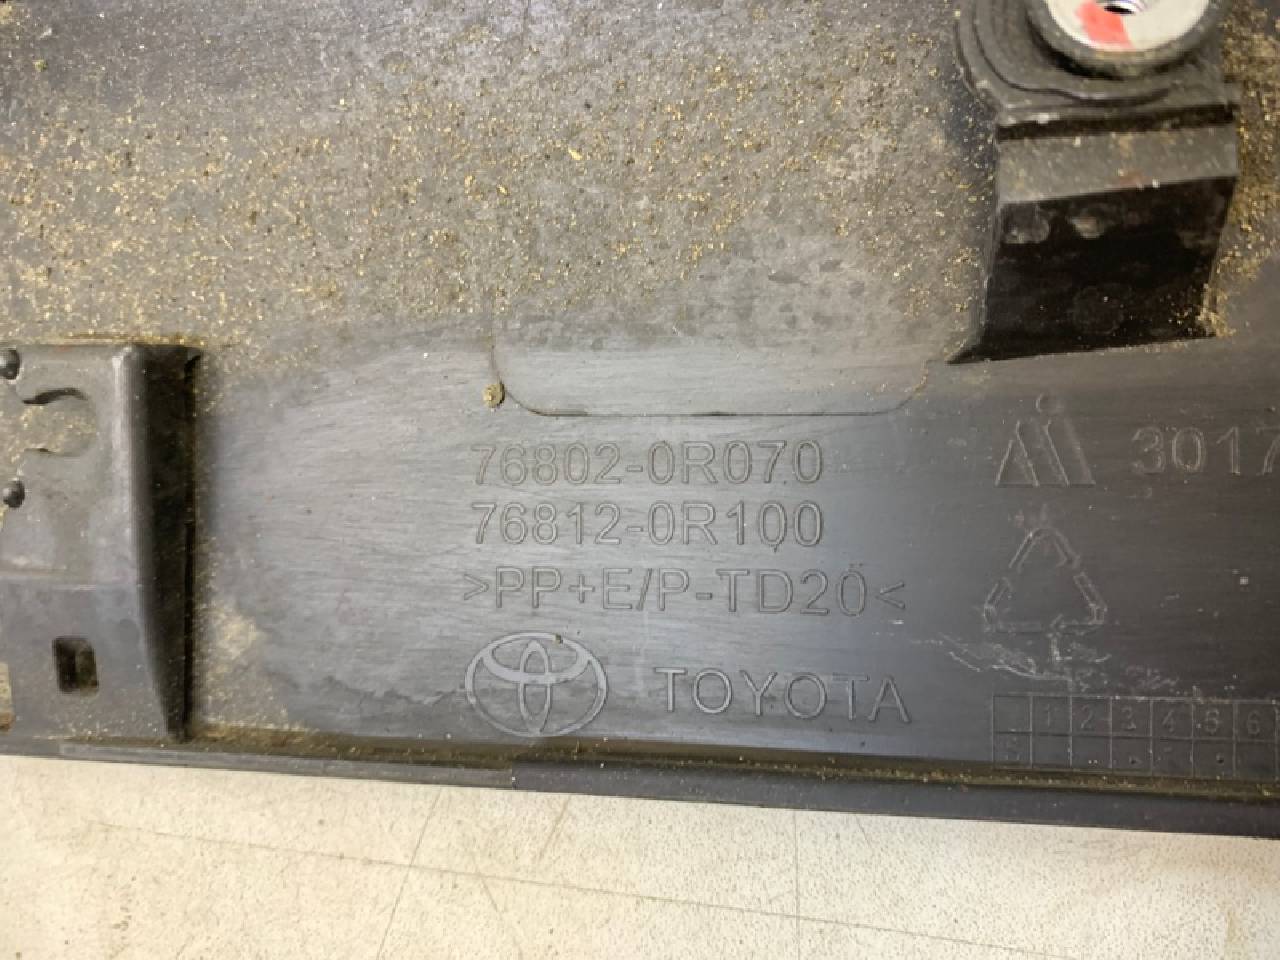 76802-0R070
76812-0R100
>PP+E/P-TD20<
TOYOTA
3017
1 2 3 4 5 6